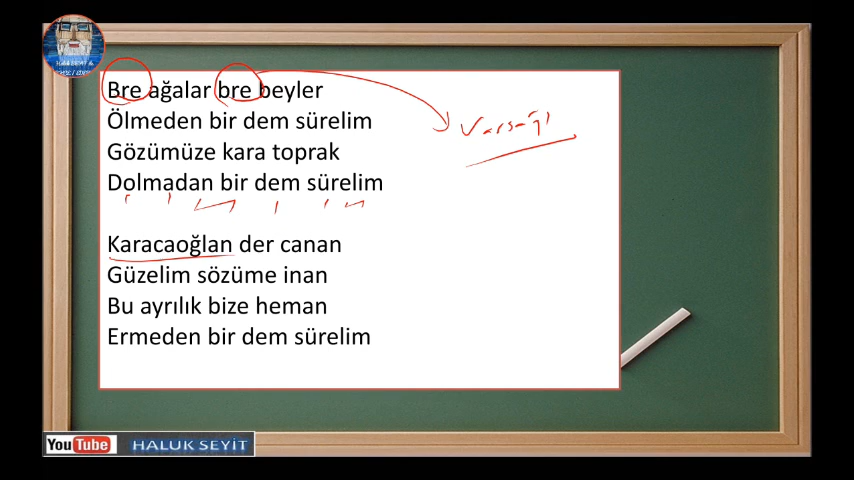 Bre ağalar bre beyler
Ölmeden bir dem sürelim
Varsağı
Gözümüze kara toprak
Dolmadan bir dem sürelim
Karacaoğlan der canan
Güzelim sözüme inan
Bu ayrılık bize heman
Ermeden bir dem sürelim
YouTube HALUK SEYİT